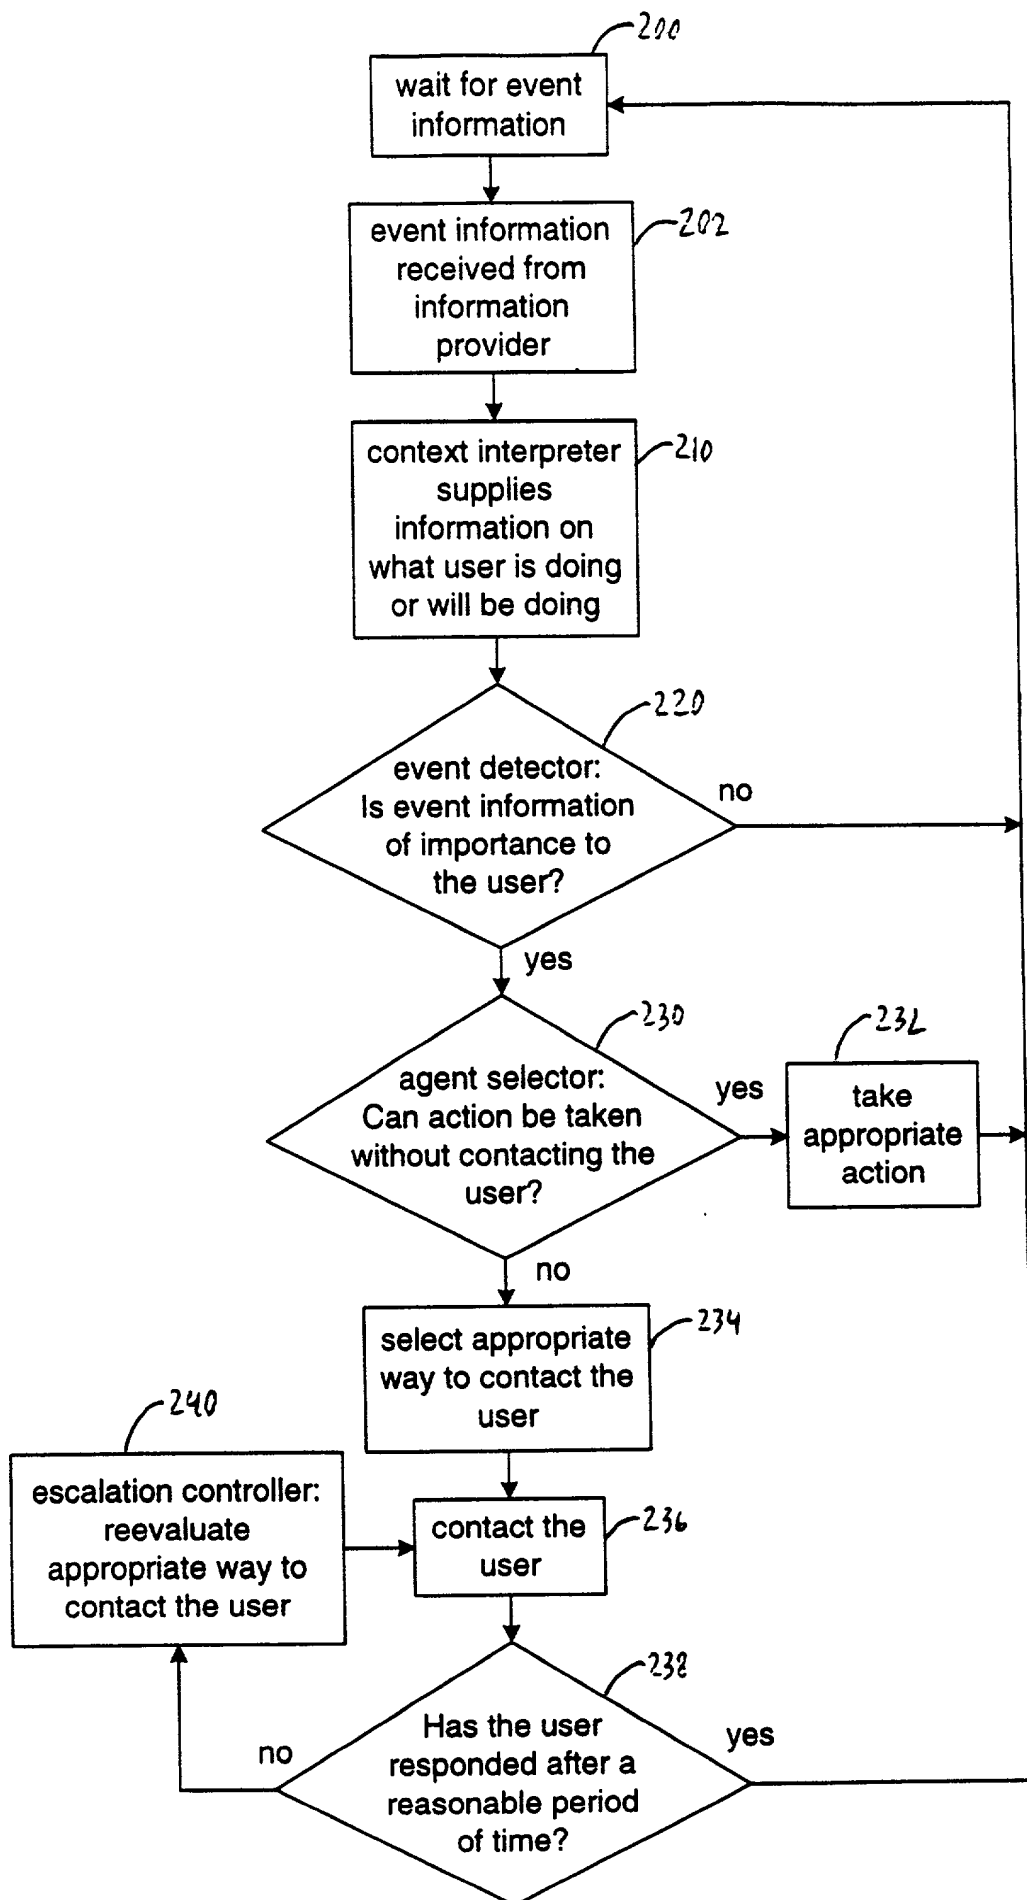 200
wait for event
information
202
event information
received from
information
provider
210
context interpreter
supplies
information on
what user is doing
or will be doing
220
event detector:
Is event information
of importance to
the user?
no
yes
230
agent selector:
Can action be taken
without contacting the
user?
yes
232
take
appropriate
action
no
234
select appropriate
way to contact the
user
240
escalation controller:
reevaluate
appropriate way to
contact the user
236
contact the
user
238
Has the user
responded after a
reasonable period
of time?
no
yes